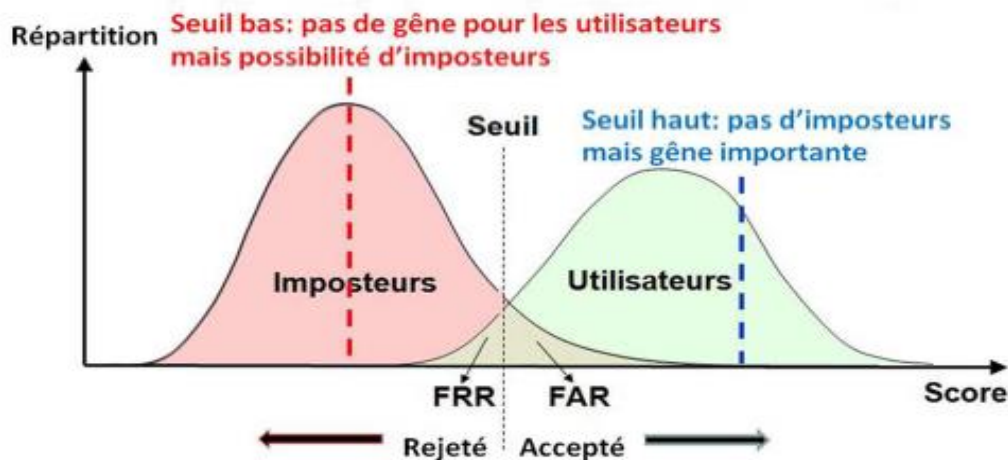 Seuil bas: pas de gêne pour les utilisateurs
mais possibilité d'imposteurs
Répartition
Seuil
Seuil haut: pas d'imposteurs
mais gêne importante
Imposteurs
Utilisateurs
FRR
FAR
Score
Rejeté
Accepté